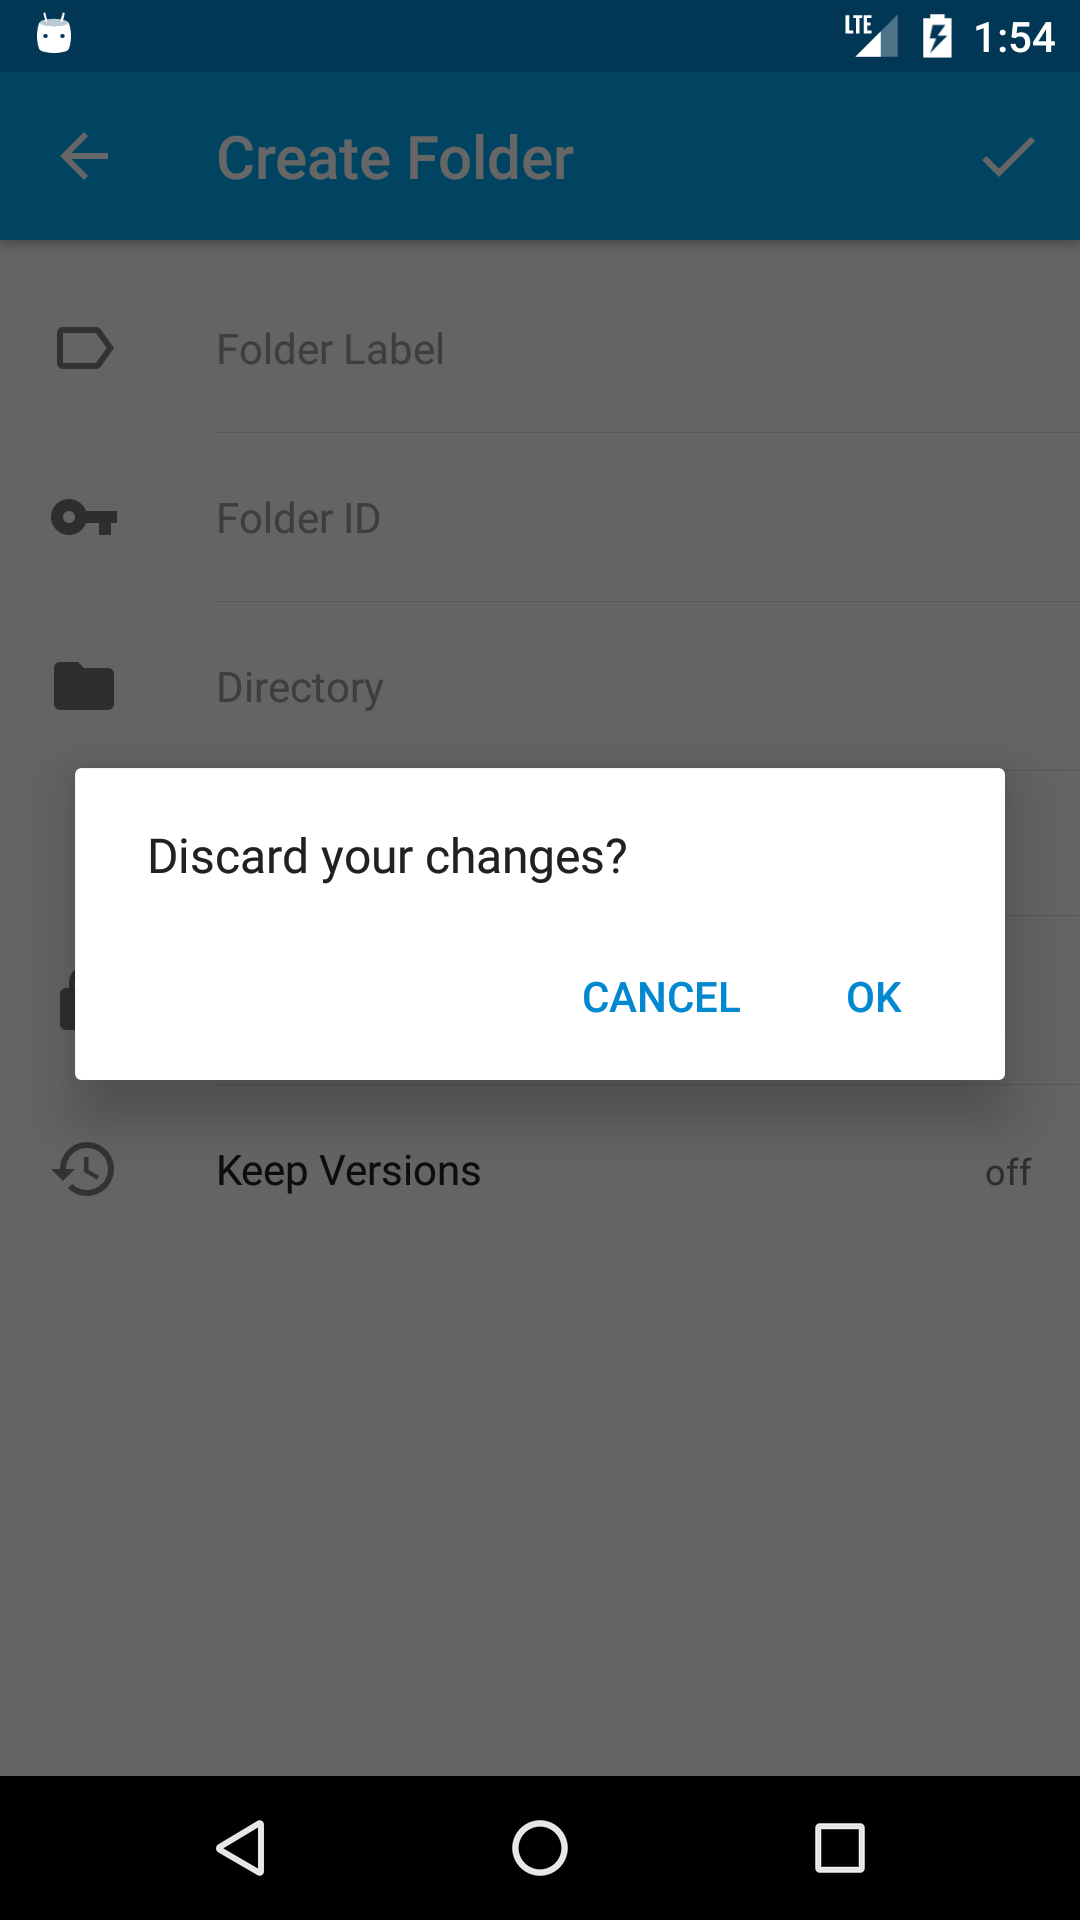 LTE 1:54
Create Folder
Folder Label
Folder ID
Directory
Discard your changes?
CANCEL OK
Keep Versions off